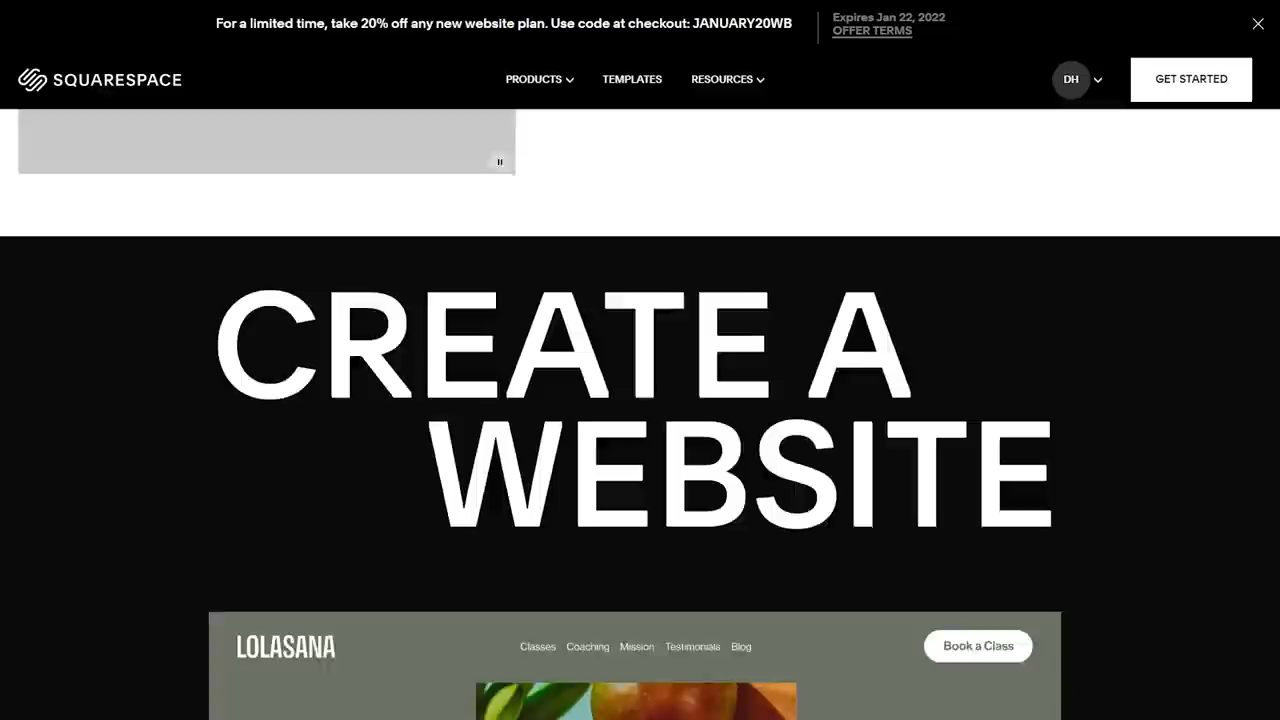 For a limited time, take 20% off any new website plan. Use code at checkout: JANUARY20WB
Expires Jan 22, 2022
OFFER TERMS
SQUARESPACE
PRODUCTS
TEMPLATES
RESOURCES
DH
GET STARTED
CREATE A
WEBSITE
LOLASANA
Classes
Coaching
Mission
Testimonials
Blog
Book a Class